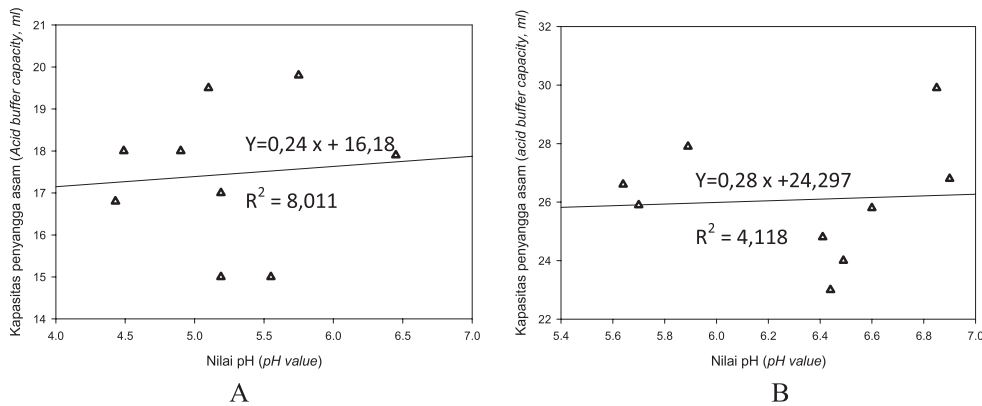 Kapasitas penyangga asam (Acid buffer capacity, ml)
21
20
19
18
17
16
15
14
Y=0,24 x + 16,18
R² = 8,011
4.0 4.5 5.0 5.5 6.0 6.5 7.0
Nilai pH (pH value)
A
Kapasitas penyangga asam (acid buffer capacity, ml)
32
30
28
26
24
22
Y=0,28 x +24,297
R² = 4,118
5.4 5.6 5.8 6.0 6.2 6.4 6.6 6.8 7.0
Nilai pH (pH value)
B